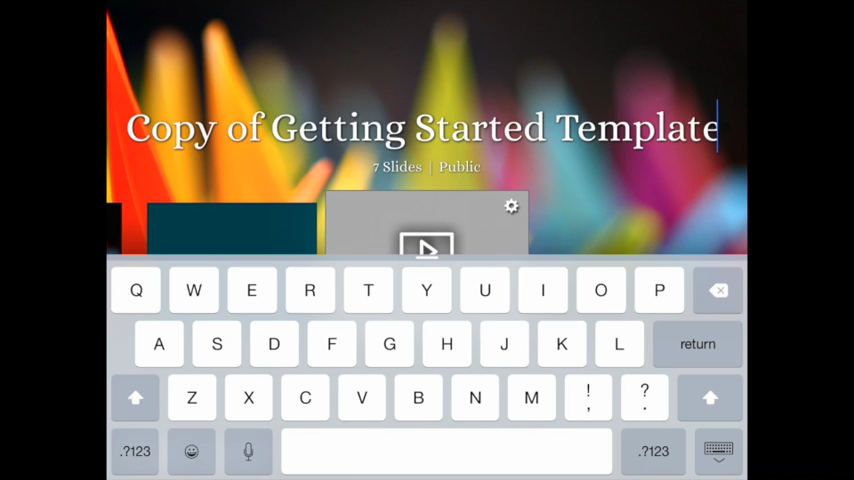 Copy of Getting Started Template
7 Slides | Public
Q W E R T Y U I O P
A S D F G H J K L return
Z X C V B N M ! , ? .
.?123 .?123